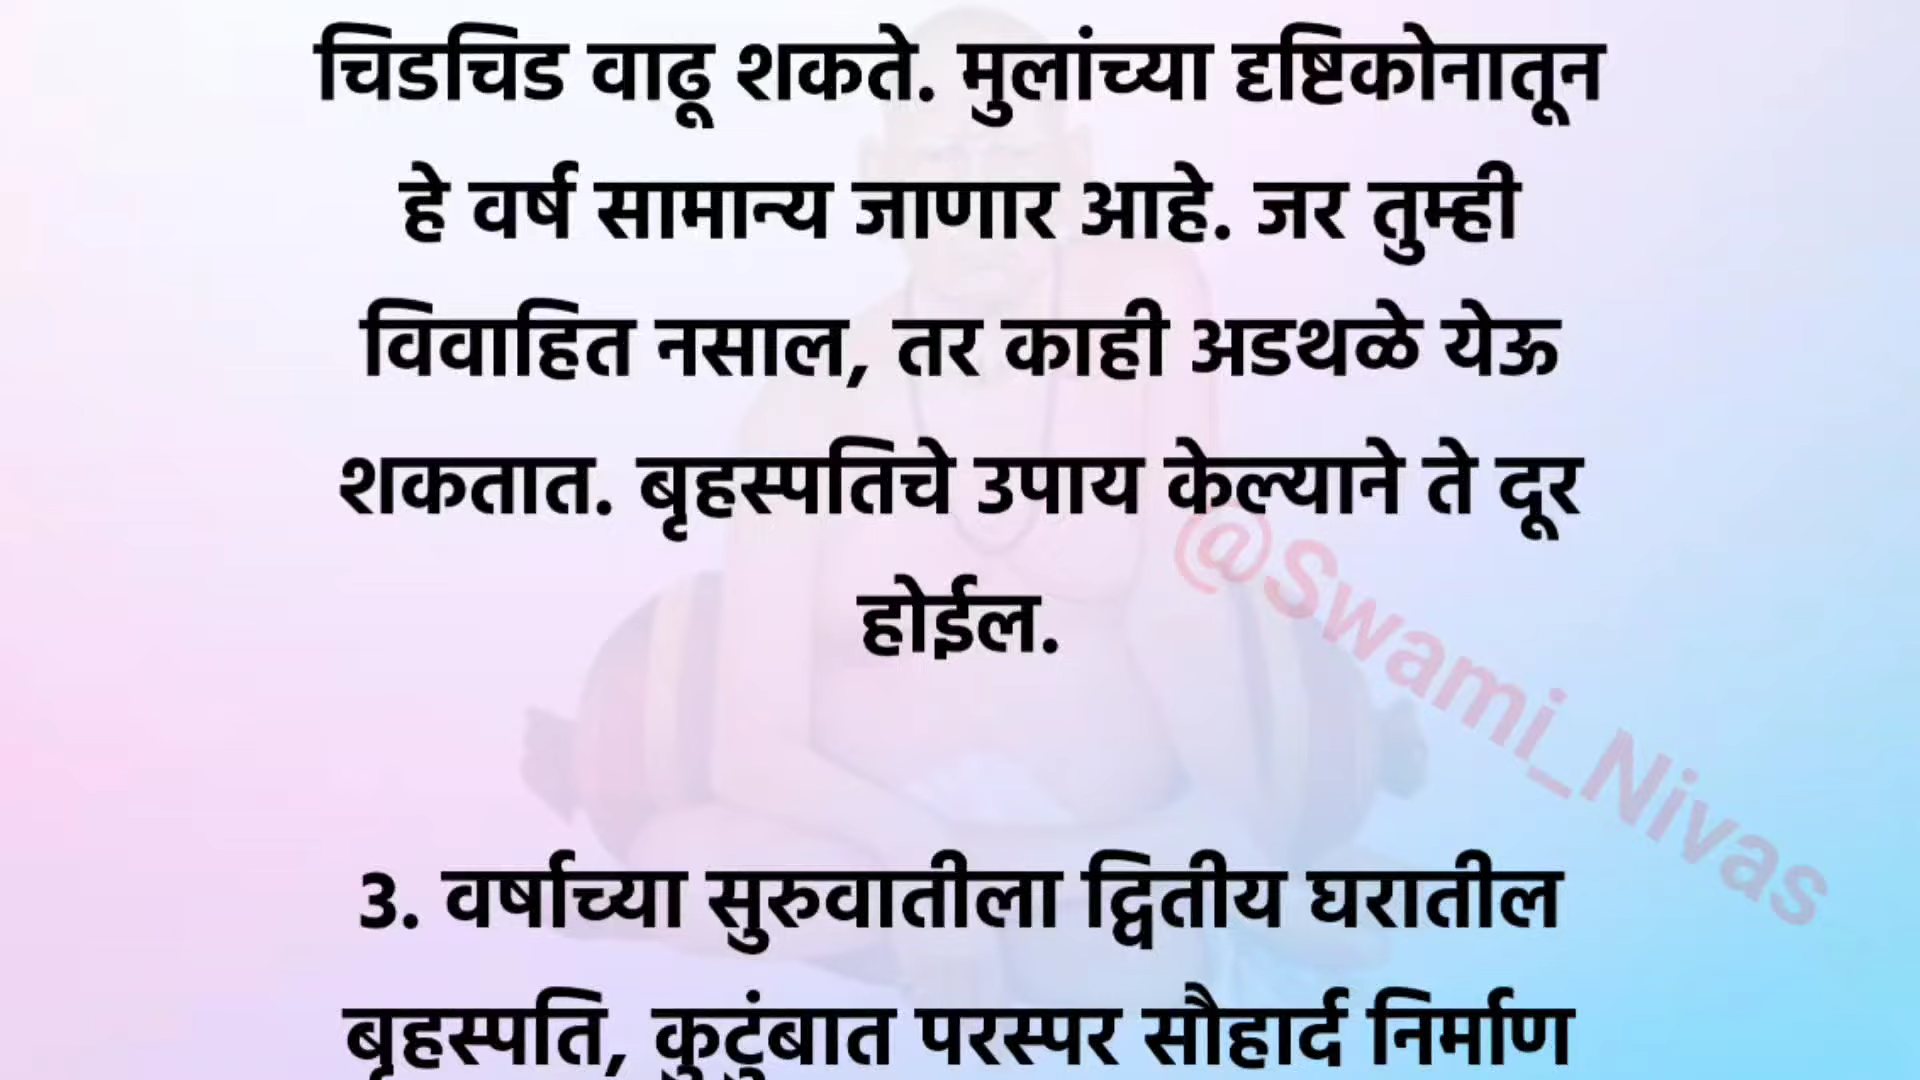 चिडचिड वाढू शकते. मुलांच्या दृष्टिकोनातून
हे वर्ष सामान्य जाणार आहे. जर तुम्ही
विवाहित नसाल, तर काही अडथळे येऊ
शकतात. बृहस्पतिचे उपाय केल्याने ते दूर
होईल.
@Swami_Nivas
3. वर्षाच्या सुरुवातीला द्वितीय घरातील
बृहस्पति, कुटुंबात परस्पर सौहार्द निर्माण